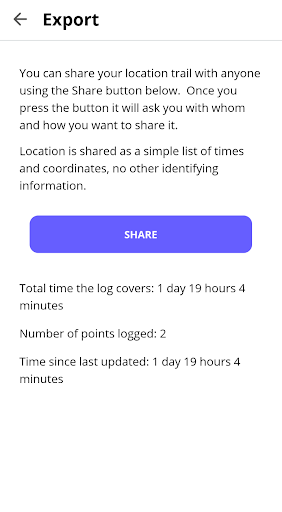 Export
You can share your location trail with anyone
using the Share button below. Once you
press the button it will ask you with whom
and how you want to share it.
Location is shared as a simple list of times
and coordinates, no other identifying
information.
SHARE
Total time the log covers: 1 day 19 hours 4
minutes
Number of points logged: 2
Time since last updated: 1 day 19 hours 4
minutes